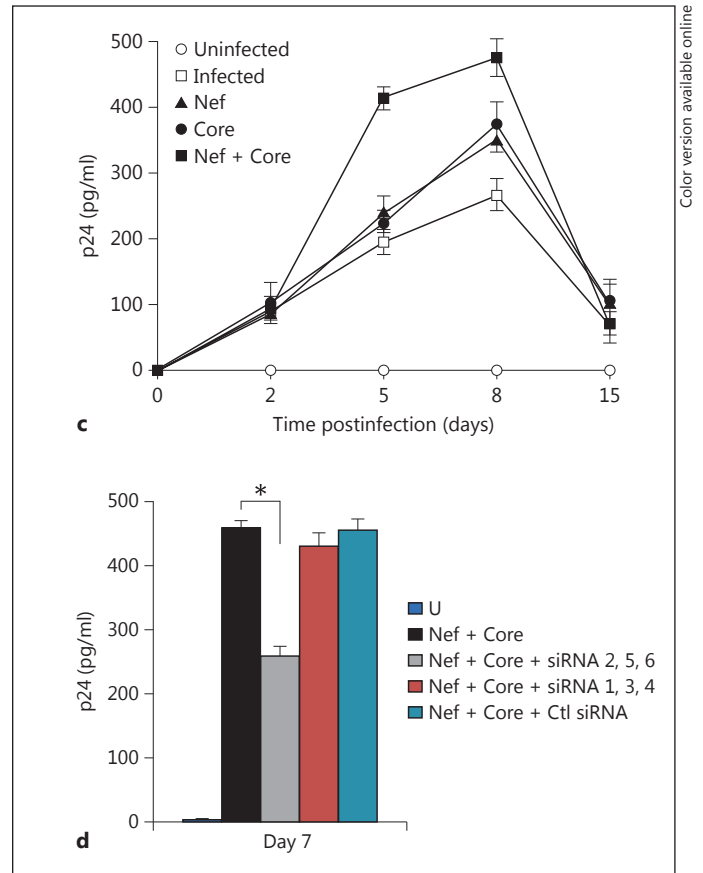 Color version available online
500
400
300
200
100
0
p24 (pg/ml)
Uninfected
Infected
Nef
Core
Nef + Core
0 2 5 8 15
Time postinfection (days)
c
500
400
300
200
100
0
p24 (pg/ml)
*
U
Nef + Core
Nef + Core + siRNA 2, 5, 6
Nef + Core + siRNA 1, 3, 4
Nef + Core + Ctl siRNA
Day 7
d